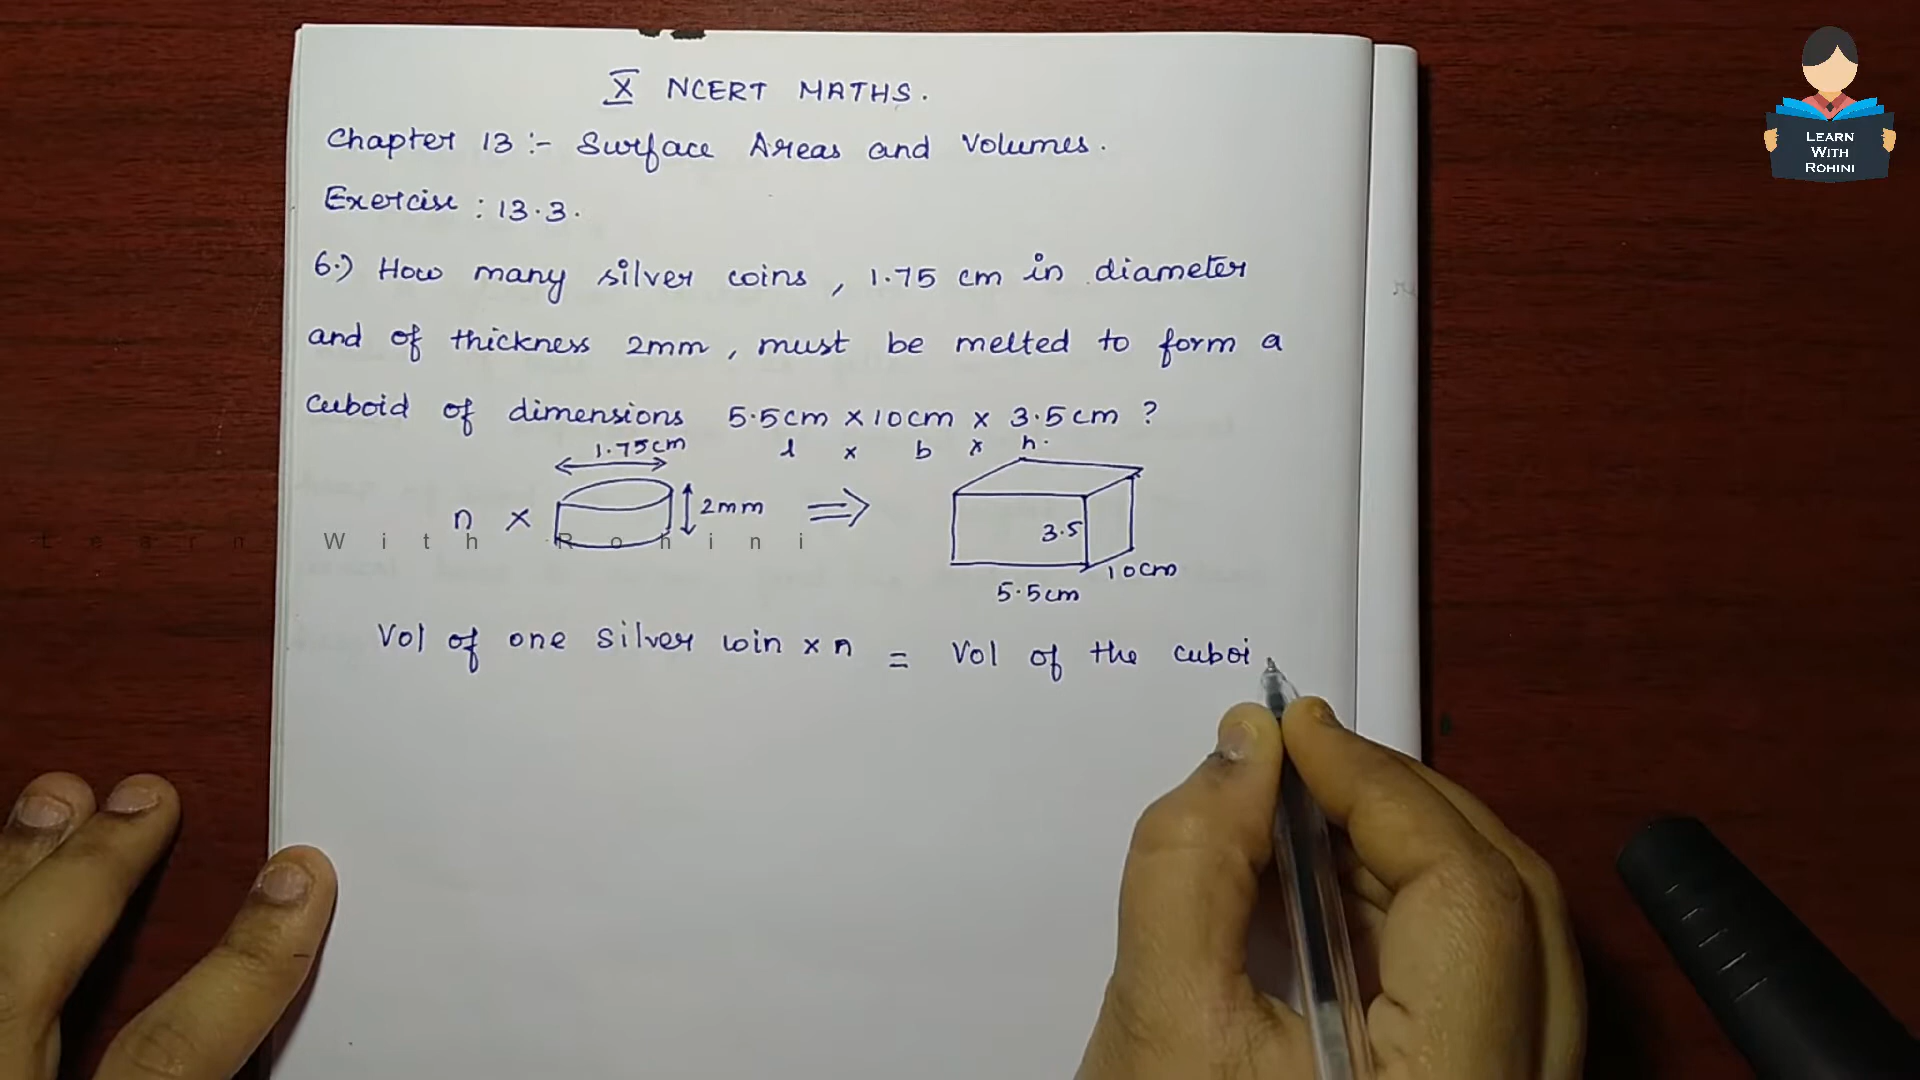 X NCERT MATHS.
Chapter 13 :- Surface Areas and Volumes.
Exercise : 13.3.
6.) How many silver coins , 1.75 cm in diameter
and of thickness 2mm , must be melted to form a
cuboid of dimensions 5.5cm x 10cm x 3.5cm ?
l x b x h.
1.75cm
n x
2mm
⇒
3.5
10cm
5.5cm
Vol of one silver coin x n = Vol of the cuboi
Learn With Rohini
LEARN
WITH
ROHINI